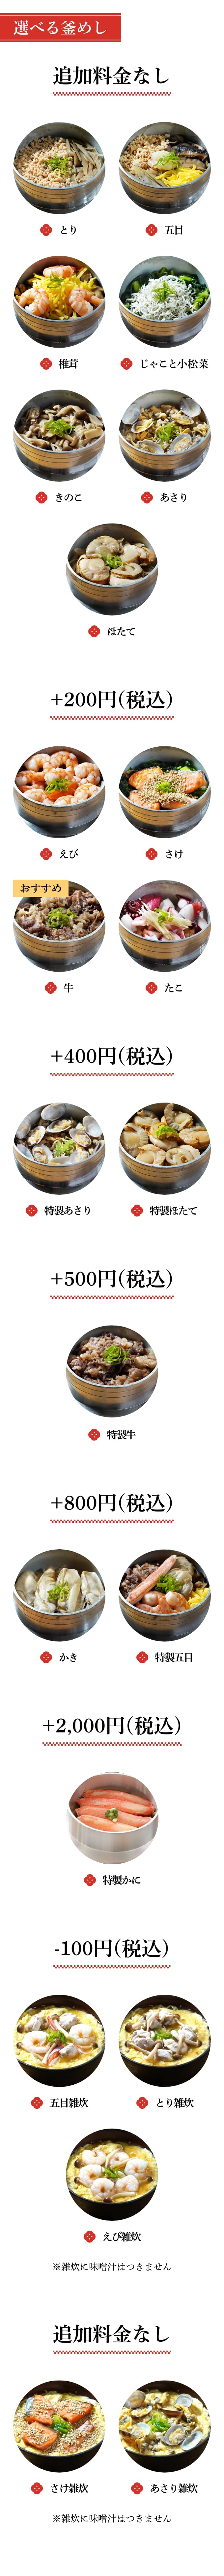 選べる釜めし
追加料金なし
とり
五目
椎茸
じゃこと小松菜
きのこ
あさり
ほたて
+200円(税込)
えび
さけ
おすすめ
牛
たこ
+400円(税込)
特製あさり
特製ほたて
+500円(税込)
特製牛
+800円(税込)
かき
特製五目
+2,000円(税込)
特製かに
-100円(税込)
五目雑炊
とり雑炊
えび雑炊
※雑炊に味噌汁はつきません
追加料金なし
さけ雑炊
あさり雑炊
※雑炊に味噌汁はつきません